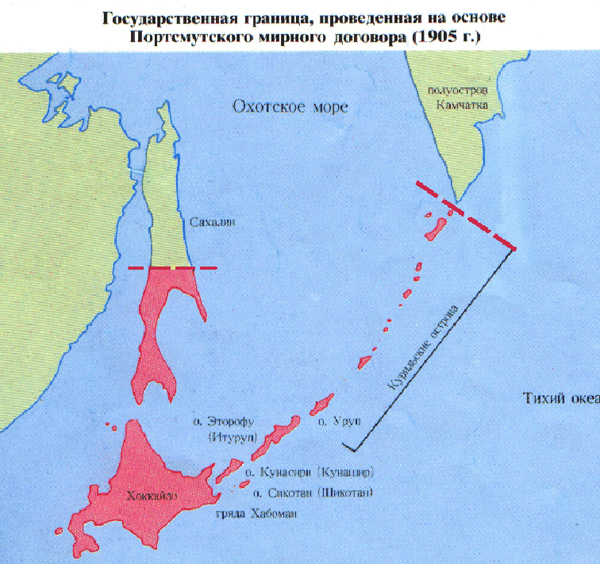 Государственная граница, проведенная на основе
Портсмутского мирного договора (1905 г.)
полуостров
Камчатка
Охотское море
Сахалин
Курильские острова
Тихий океа
о. Уруп
о. Эторофу
(Итуруп)
о. Кунасири (Кунашир)
о. Сикотан (Шикотан)
Хоккайдо
гряда Хабомаи